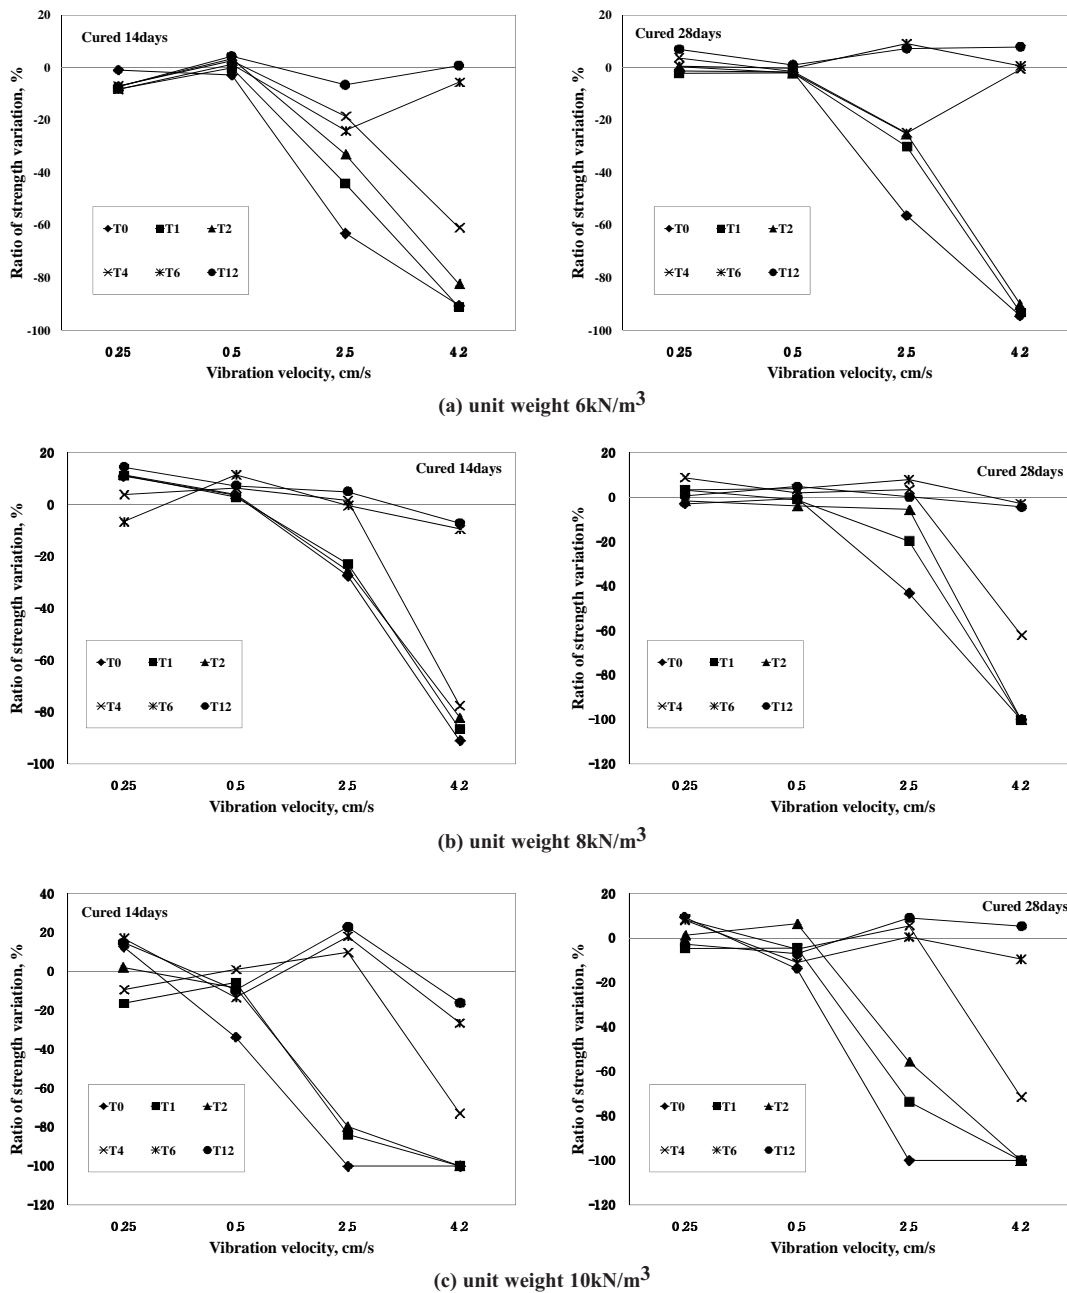 Cured 14days
Ratio of strength variation, %
20
0
-20
-40
-60
-80
-100
T0 T1 T2
T4 T6 T12
0.25 0.5 2.5 4.2
Vibration velocity, cm/s
Cured 28days
Ratio of strength variation, %
20
0
-20
-40
-60
-80
-100
T0 T1 T2
T4 T6 T12
0.25 0.5 2.5 4.2
Vibration velocity, cm/s
(a) unit weight 6kN/m³
Cured 14days
Ratio of strength variation, %
20
0
-20
-40
-60
-80
-100
T0 T1 T2
T4 T6 T12
0.25 0.5 2.5 4.2
Vibration velocity, cm/s
Cured 28days
Ratio of strength variation%
20
0
-20
-40
-60
-80
-100
-120
T0 T1 T2
T4 T6 T12
0.25 0.5 2.5 4.2
Vibration velocity, cm/s
(b) unit weight 8kN/m³
Cured 14days
Ratio of strength variation, %
40
20
0
-20
-40
-60
-80
-100
-120
T0 T1 T2
T4 T6 T12
0.25 0.5 2.5 4.2
Vibration velocity, cm/s
Cured 28days
Ratio of strength variation, %
20
0
-20
-40
-60
-80
-100
-120
T0 T1 T2
T4 T6 T12
0.25 0.5 2.5 4.2
Vibration velocity, cm/s
(c) unit weight 10kN/m³